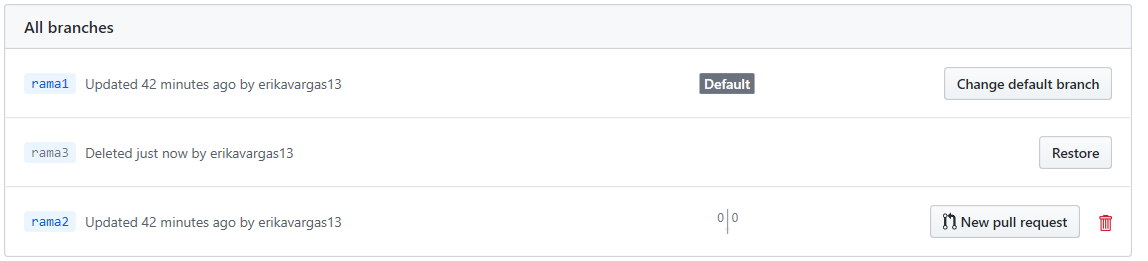 All branches
rama1 Updated 42 minutes ago by erikavargas13 Default Change default branch
rama3 Deleted just now by erikavargas13 Restore
rama2 Updated 42 minutes ago by erikavargas13 0 0 New pull request